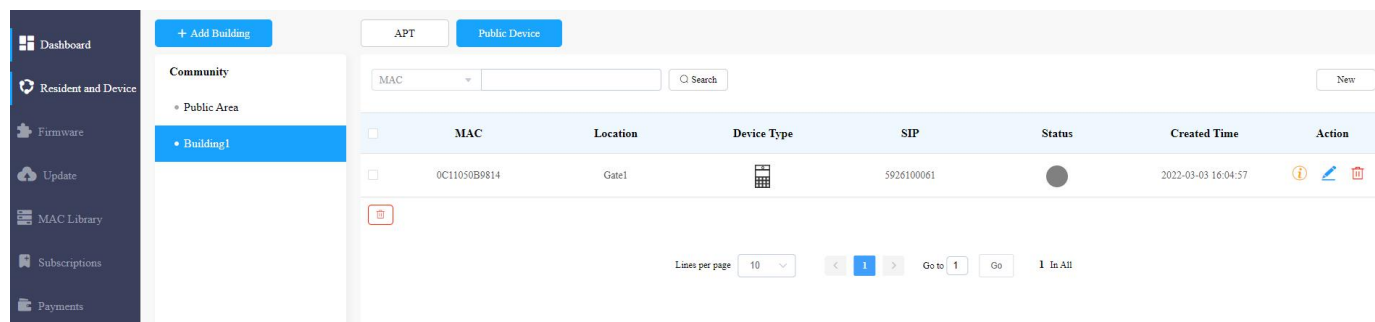 Dashboard
Resident and Device
Firmware
Update
MAC Library
Subscriptions
Payments
+ Add Building
Community
Public Area
Building1
APT Public Device
MAC Search New
MAC Location Device Type SIP Status Created Time Action
0C11050B9814 Gate1 5926100061 2022-03-03 16:04:57
Lines per page 10 < 1 > Go to 1 Go 1 In All